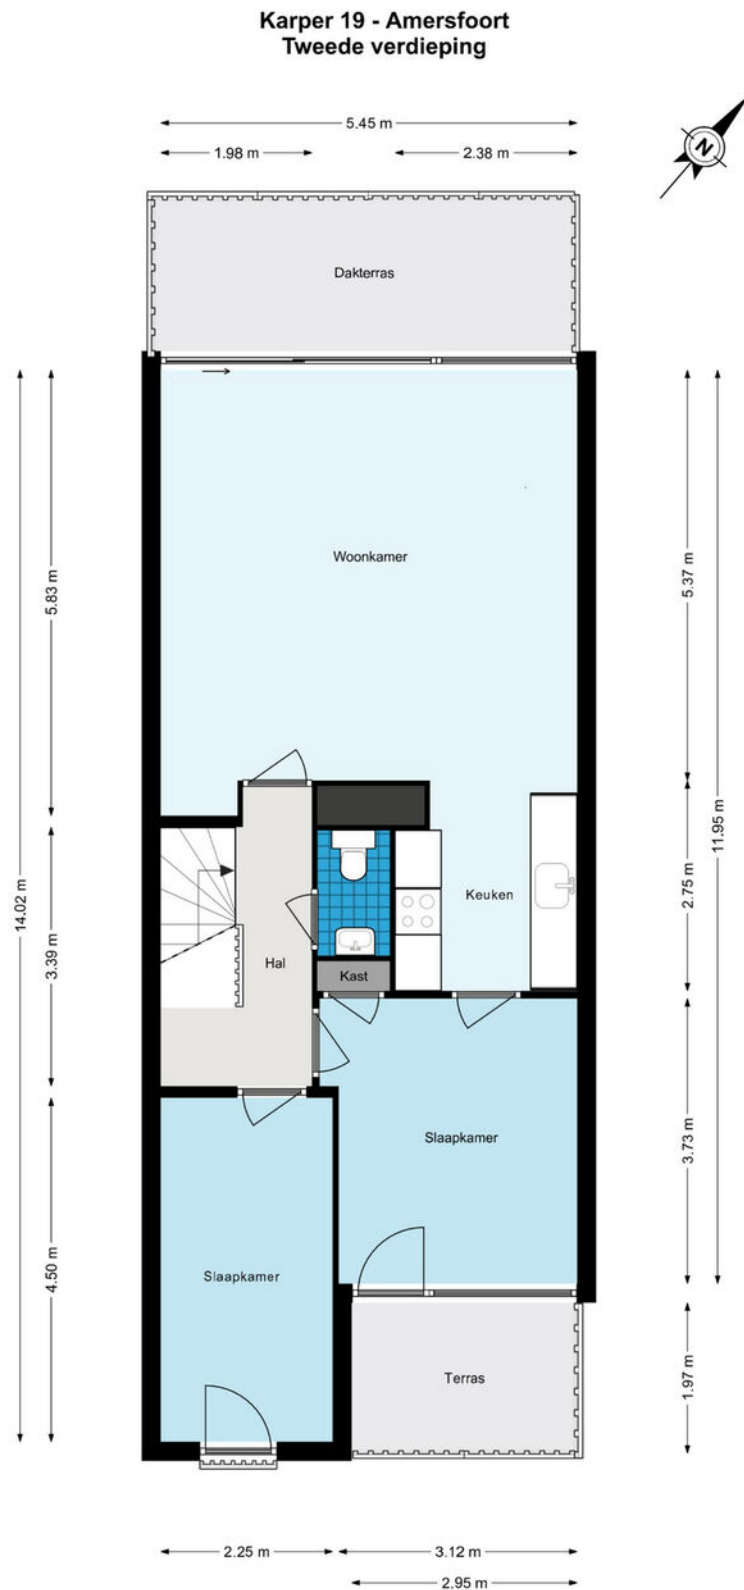 Karper 19 - Amersfoort
Tweede verdieping
5.45 m
1.98 m
2.38 m
N
Dakterras
Woonkamer
5.83 m
5.37 m
14.02 m
11.95 m
3.39 m
2.75 m
Keuken
Hal
Kast
Slaapkamer
3.73 m
Slaapkamer
4.50 m
Terras
1.97 m
2.25 m
3.12 m
2.95 m